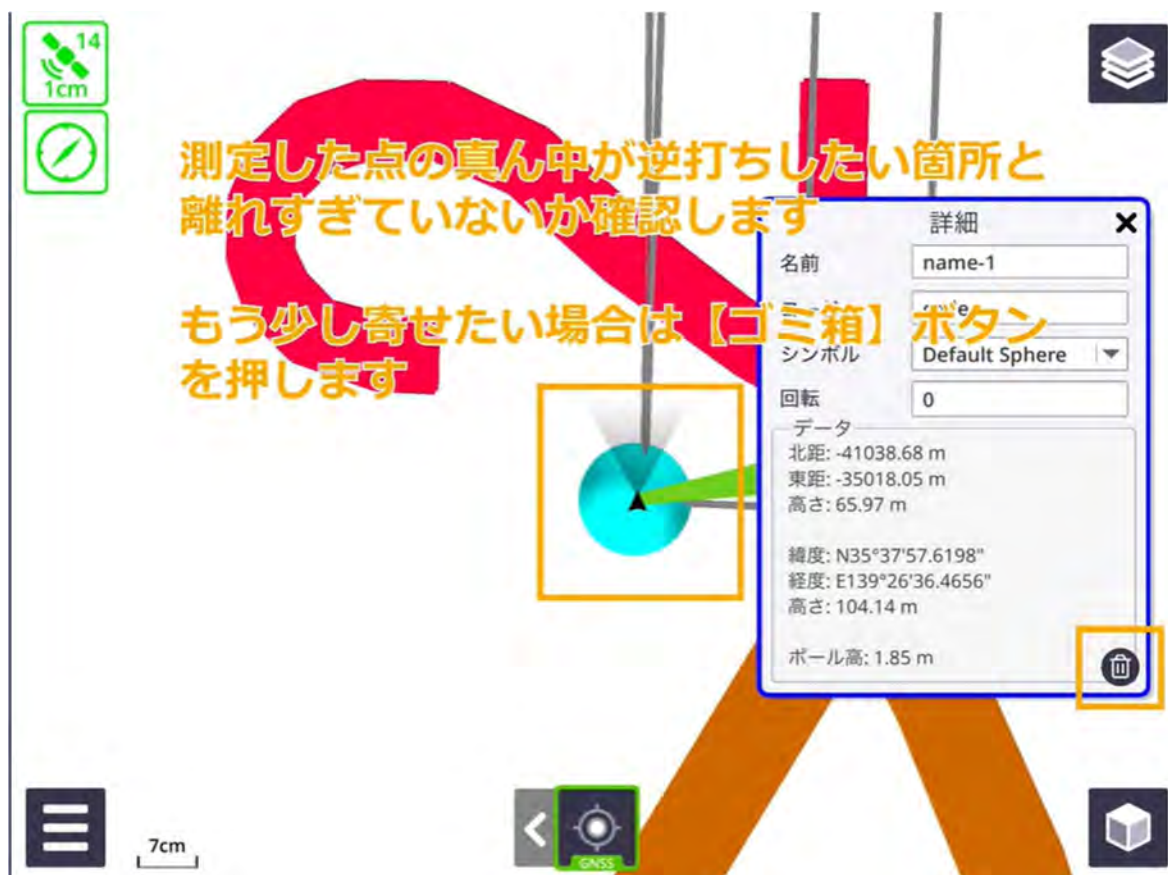 14
1cm
測定した点の真ん中が逆打ちしたい箇所と
離れすぎていないか確認します
もう少し寄せたい場合は【ゴミ箱】ボタン
を押します
詳細
名前
name-1
シンボル
Default Sphere
回転
0
データ
北距: -41038.68 m
東距: -35018.05 m
高さ: 65.97 m
緯度: N35°37'57.6198"
経度: E139°26'36.4656"
高さ: 104.14 m
ポール高: 1.85 m
7cm
GNSS